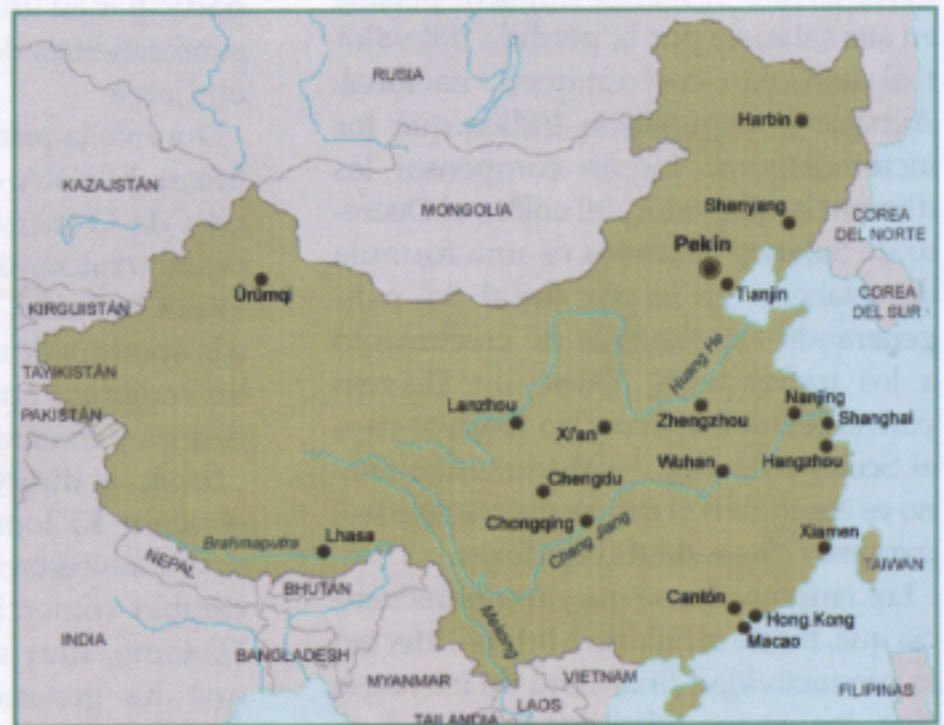 RUSIA
Harbin
KAZAJSTÁN
MONGOLIA
Shenyang
COREA
DEL NORTE
Pekín
Ürümqi
Tianjin
COREA
DEL SUR
KIRGUISTÁN
TAYIKISTÁN
PAKISTÁN
Huang He
Lanzhou
Xi'an
Zhengzhou
Nanjing
Shanghai
Wuhan
Hangzhou
Chengdu
Chongqing
Chang Jiang
Brahmaputra
Lhasa
Xiamen
NEPAL
BHUTÁN
TAIWAN
Cantón
Hong Kong
Macao
INDIA
Mekong
BANGLADESH
MYANMAR
VIETNAM
LAOS
TAILANDIA
FILIPINAS